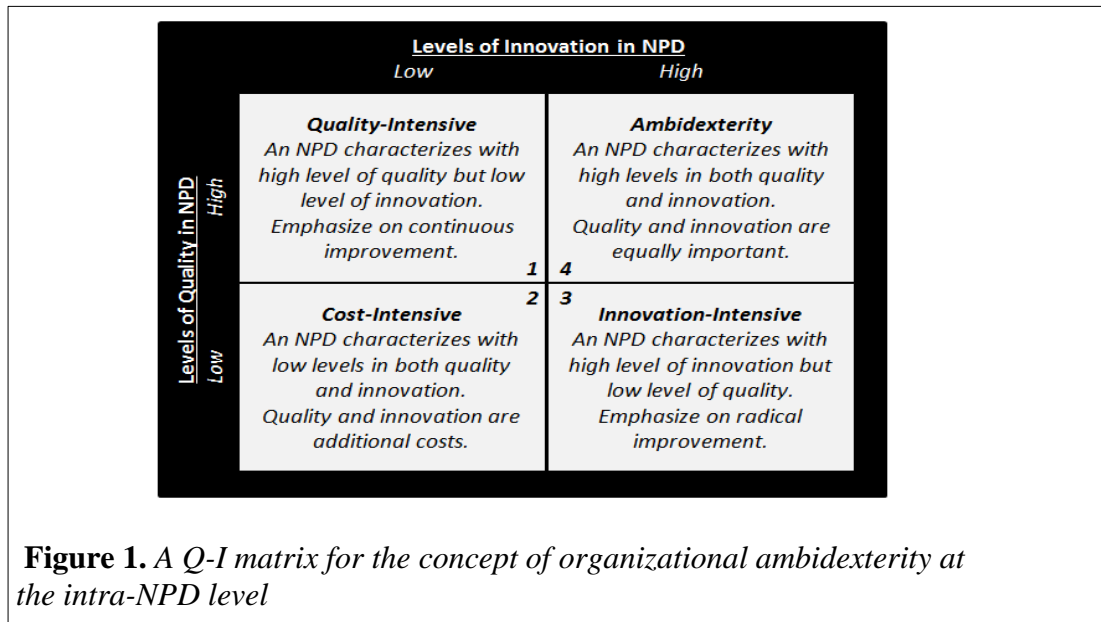 Levels of Innovation in NPD
Low High
Levels of Quality in NPD
High
Low
Quality-Intensive
An NPD characterizes with
high level of quality but low
level of innovation.
Emphasize on continuous
improvement.
1
Ambidexterity
An NPD characterizes with
high levels in both quality
and innovation.
Quality and innovation are
equally important.
4
2
Cost-Intensive
An NPD characterizes with
low levels in both quality
and innovation.
Quality and innovation are
additional costs.
3
Innovation-Intensive
An NPD characterizes with
high level of innovation but
low level of quality.
Emphasize on radical
improvement.
Figure 1. A Q-I matrix for the concept of organizational ambidexterity at
the intra-NPD level